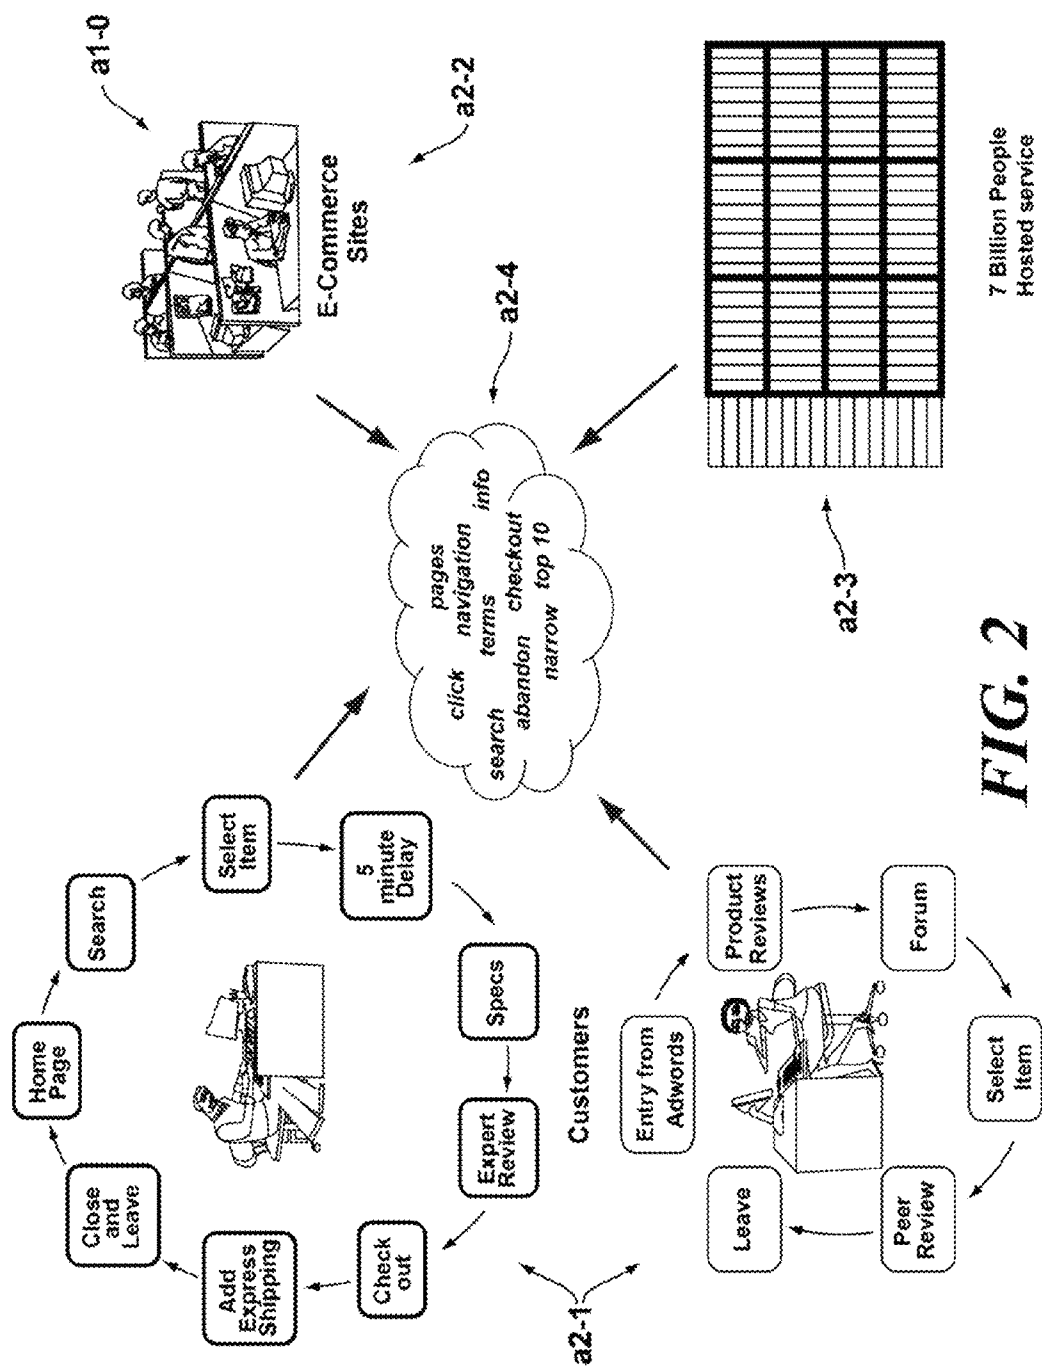 Home
Page
Search
Select
Item
5
minute
Delay
Specs
Expert
Review
Check
out
Add
Express
Shipping
Close
and
Leave
Customers
a2-1
Entry from
Adwords
Product
Reviews
Forum
Select
Item
Peer
Review
Leave
pages
click navigation info
search terms
abandon checkout
narrow top 10
a2-4
a1-0
E-Commerce
Sites
a2-2
a2-3
7 Billion People
Hosted service
FIG. 2